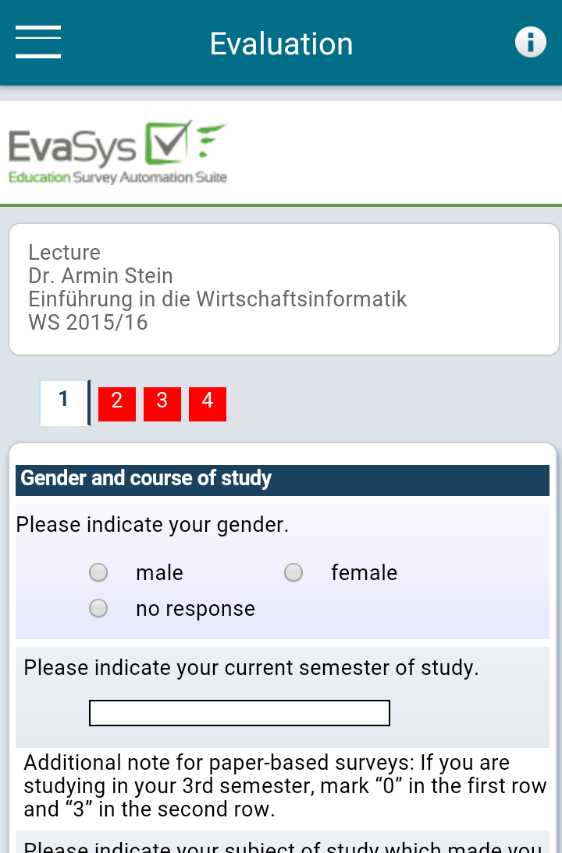 Evaluation
EvaSys
Education Survey Automation Suite
Lecture
Dr. Armin Stein
Einführung in die Wirtschaftsinformatik
WS 2015/16
1 2 3 4
Gender and course of study
Please indicate your gender.
male female
no response
Please indicate your current semester of study.
Additional note for paper-based surveys: If you are
studying in your 3rd semester, mark “0” in the first row
and “3” in the second row.
Please indicate your subject of study which made you